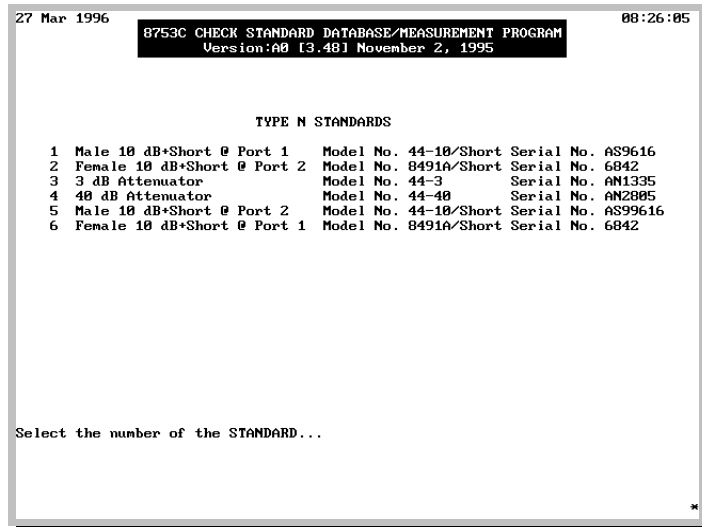 27 Mar 1996 08:26:05
8753C CHECK STANDARD DATABASE/MEASUREMENT PROGRAM
Version:A0 [3.48] November 2, 1995
TYPE N STANDARDS
1 Male 10 dB+Short @ Port 1 Model No. 44-10/Short Serial No. AS9616
2 Female 10 dB+Short @ Port 2 Model No. 8491A/Short Serial No. 6842
3 3 dB Attenuator Model No. 44-3 Serial No. AN1335
4 40 dB Attenuator Model No. 44-40 Serial No. AN2805
5 Male 10 dB+Short @ Port 2 Model No. 44-10/Short Serial No. AS99616
6 Female 10 dB+Short @ Port 1 Model No. 8491A/Short Serial No. 6842
Select the number of the STANDARD...
*